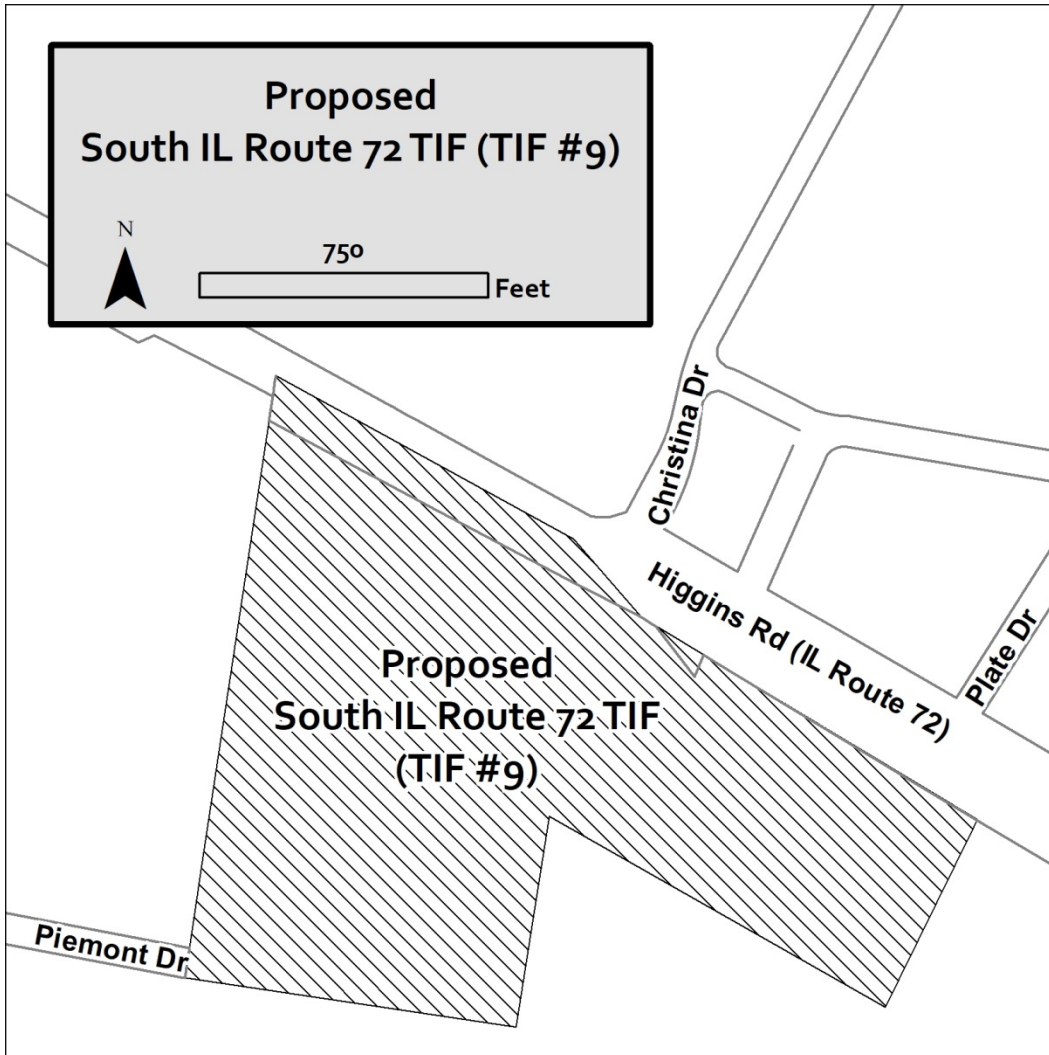 Proposed
South IL Route 72 TIF (TIF #9)
N
750
Feet
Christina Dr
Higgins Rd (IL Route 72)
Plate Dr
Proposed
South IL Route 72 TIF
(TIF #9)
Piemont Dr